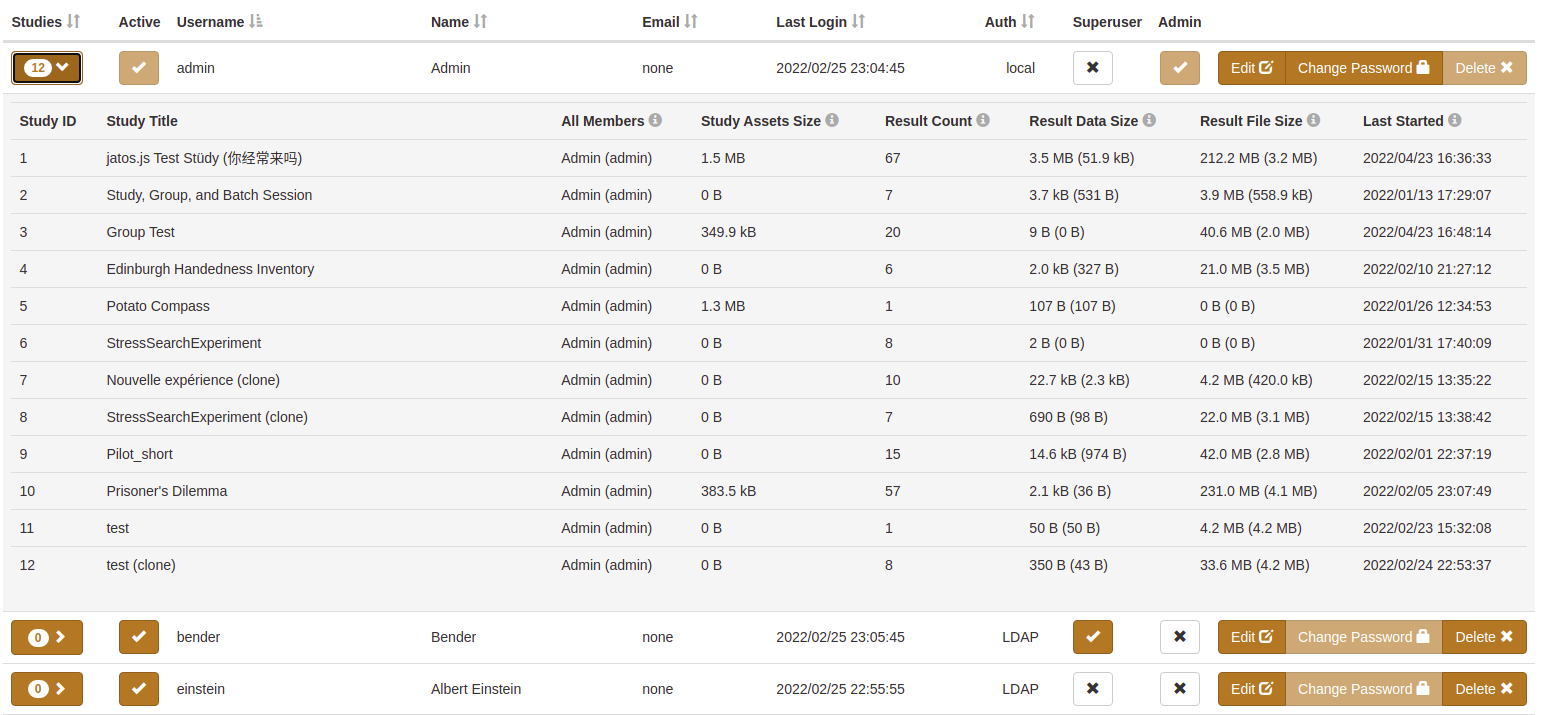 Studies Active Username Name Email Last Login Auth Superuser Admin
12 admin Admin none 2022/02/25 23:04:45 local Edit Change Password Delete
Study ID Study Title All Members Study Assets Size Result Count Result Data Size Result File Size Last Started
1 jatos.js Test Stüdy (你经常来吗) Admin (admin) 1.5 MB 67 3.5 MB (51.9 kB) 212.2 MB (3.2 MB) 2022/04/23 16:36:33
2 Study, Group, and Batch Session Admin (admin) 0 B 7 3.7 kB (531 B) 3.9 MB (558.9 kB) 2022/01/13 17:29:07
3 Group Test Admin (admin) 349.9 kB 20 9 B (0 B) 40.6 MB (2.0 MB) 2022/04/23 16:48:14
4 Edinburgh Handedness Inventory Admin (admin) 0 B 6 2.0 kB (327 B) 21.0 MB (3.5 MB) 2022/02/10 21:27:12
5 Potato Compass Admin (admin) 1.3 MB 1 107 B (107 B) 0 B (0 B) 2022/01/26 12:34:53
6 StressSearchExperiment Admin (admin) 0 B 8 2 B (0 B) 0 B (0 B) 2022/01/31 17:40:09
7 Nouvelle expérience (clone) Admin (admin) 0 B 10 22.7 kB (2.3 kB) 4.2 MB (420.0 kB) 2022/02/15 13:35:22
8 StressSearchExperiment (clone) Admin (admin) 0 B 7 690 B (98 B) 22.0 MB (3.1 MB) 2022/02/15 13:38:42
9 Pilot_short Admin (admin) 0 B 15 14.6 kB (974 B) 42.0 MB (2.8 MB) 2022/02/01 22:37:19
10 Prisoner's Dilemma Admin (admin) 383.5 kB 57 2.1 kB (36 B) 231.0 MB (4.1 MB) 2022/02/05 23:07:49
11 test Admin (admin) 0 B 1 50 B (50 B) 4.2 MB (4.2 MB) 2022/02/23 15:32:08
12 test (clone) Admin (admin) 0 B 8 350 B (43 B) 33.6 MB (4.2 MB) 2022/02/24 22:53:37
0 bender Bender none 2022/02/25 23:05:45 LDAP Edit Change Password Delete
0 einstein Albert Einstein none 2022/02/25 22:55:55 LDAP Edit Change Password Delete